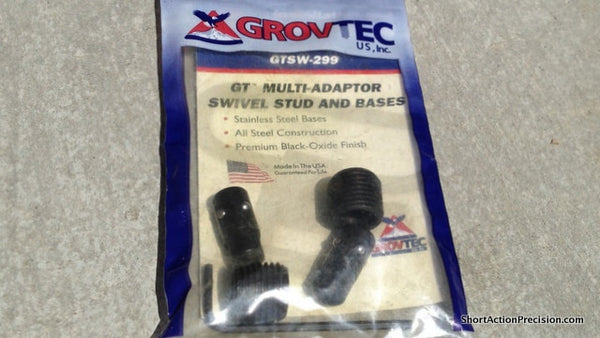 GROVTEC
US, Inc.
GTSW-299
GT™ MULTI-ADAPTOR
SWIVEL STUD AND BASES
• Stainless Steel Bases
• All Steel Construction
• Premium Black-Oxide Finish
Made In The USA
Guaranteed For Life.
GROVTEC
ShortActionPrecision.com